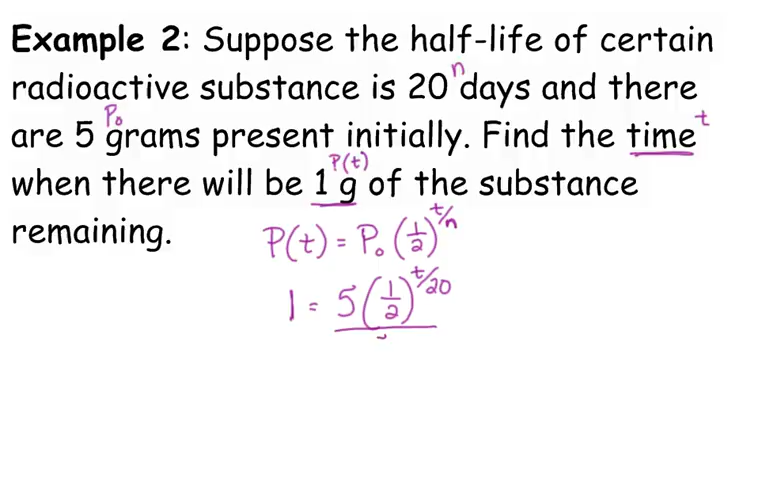 Example 2: Suppose the half-life of certain
radioactive substance is 20 days and there
n
are 5 grams present initially. Find the time
P₀ t
when there will be 1 g of the substance
P(t)
remaining.
P(t) = P₀ (1/2)^t/n
1 = 5(1/2)^t/20